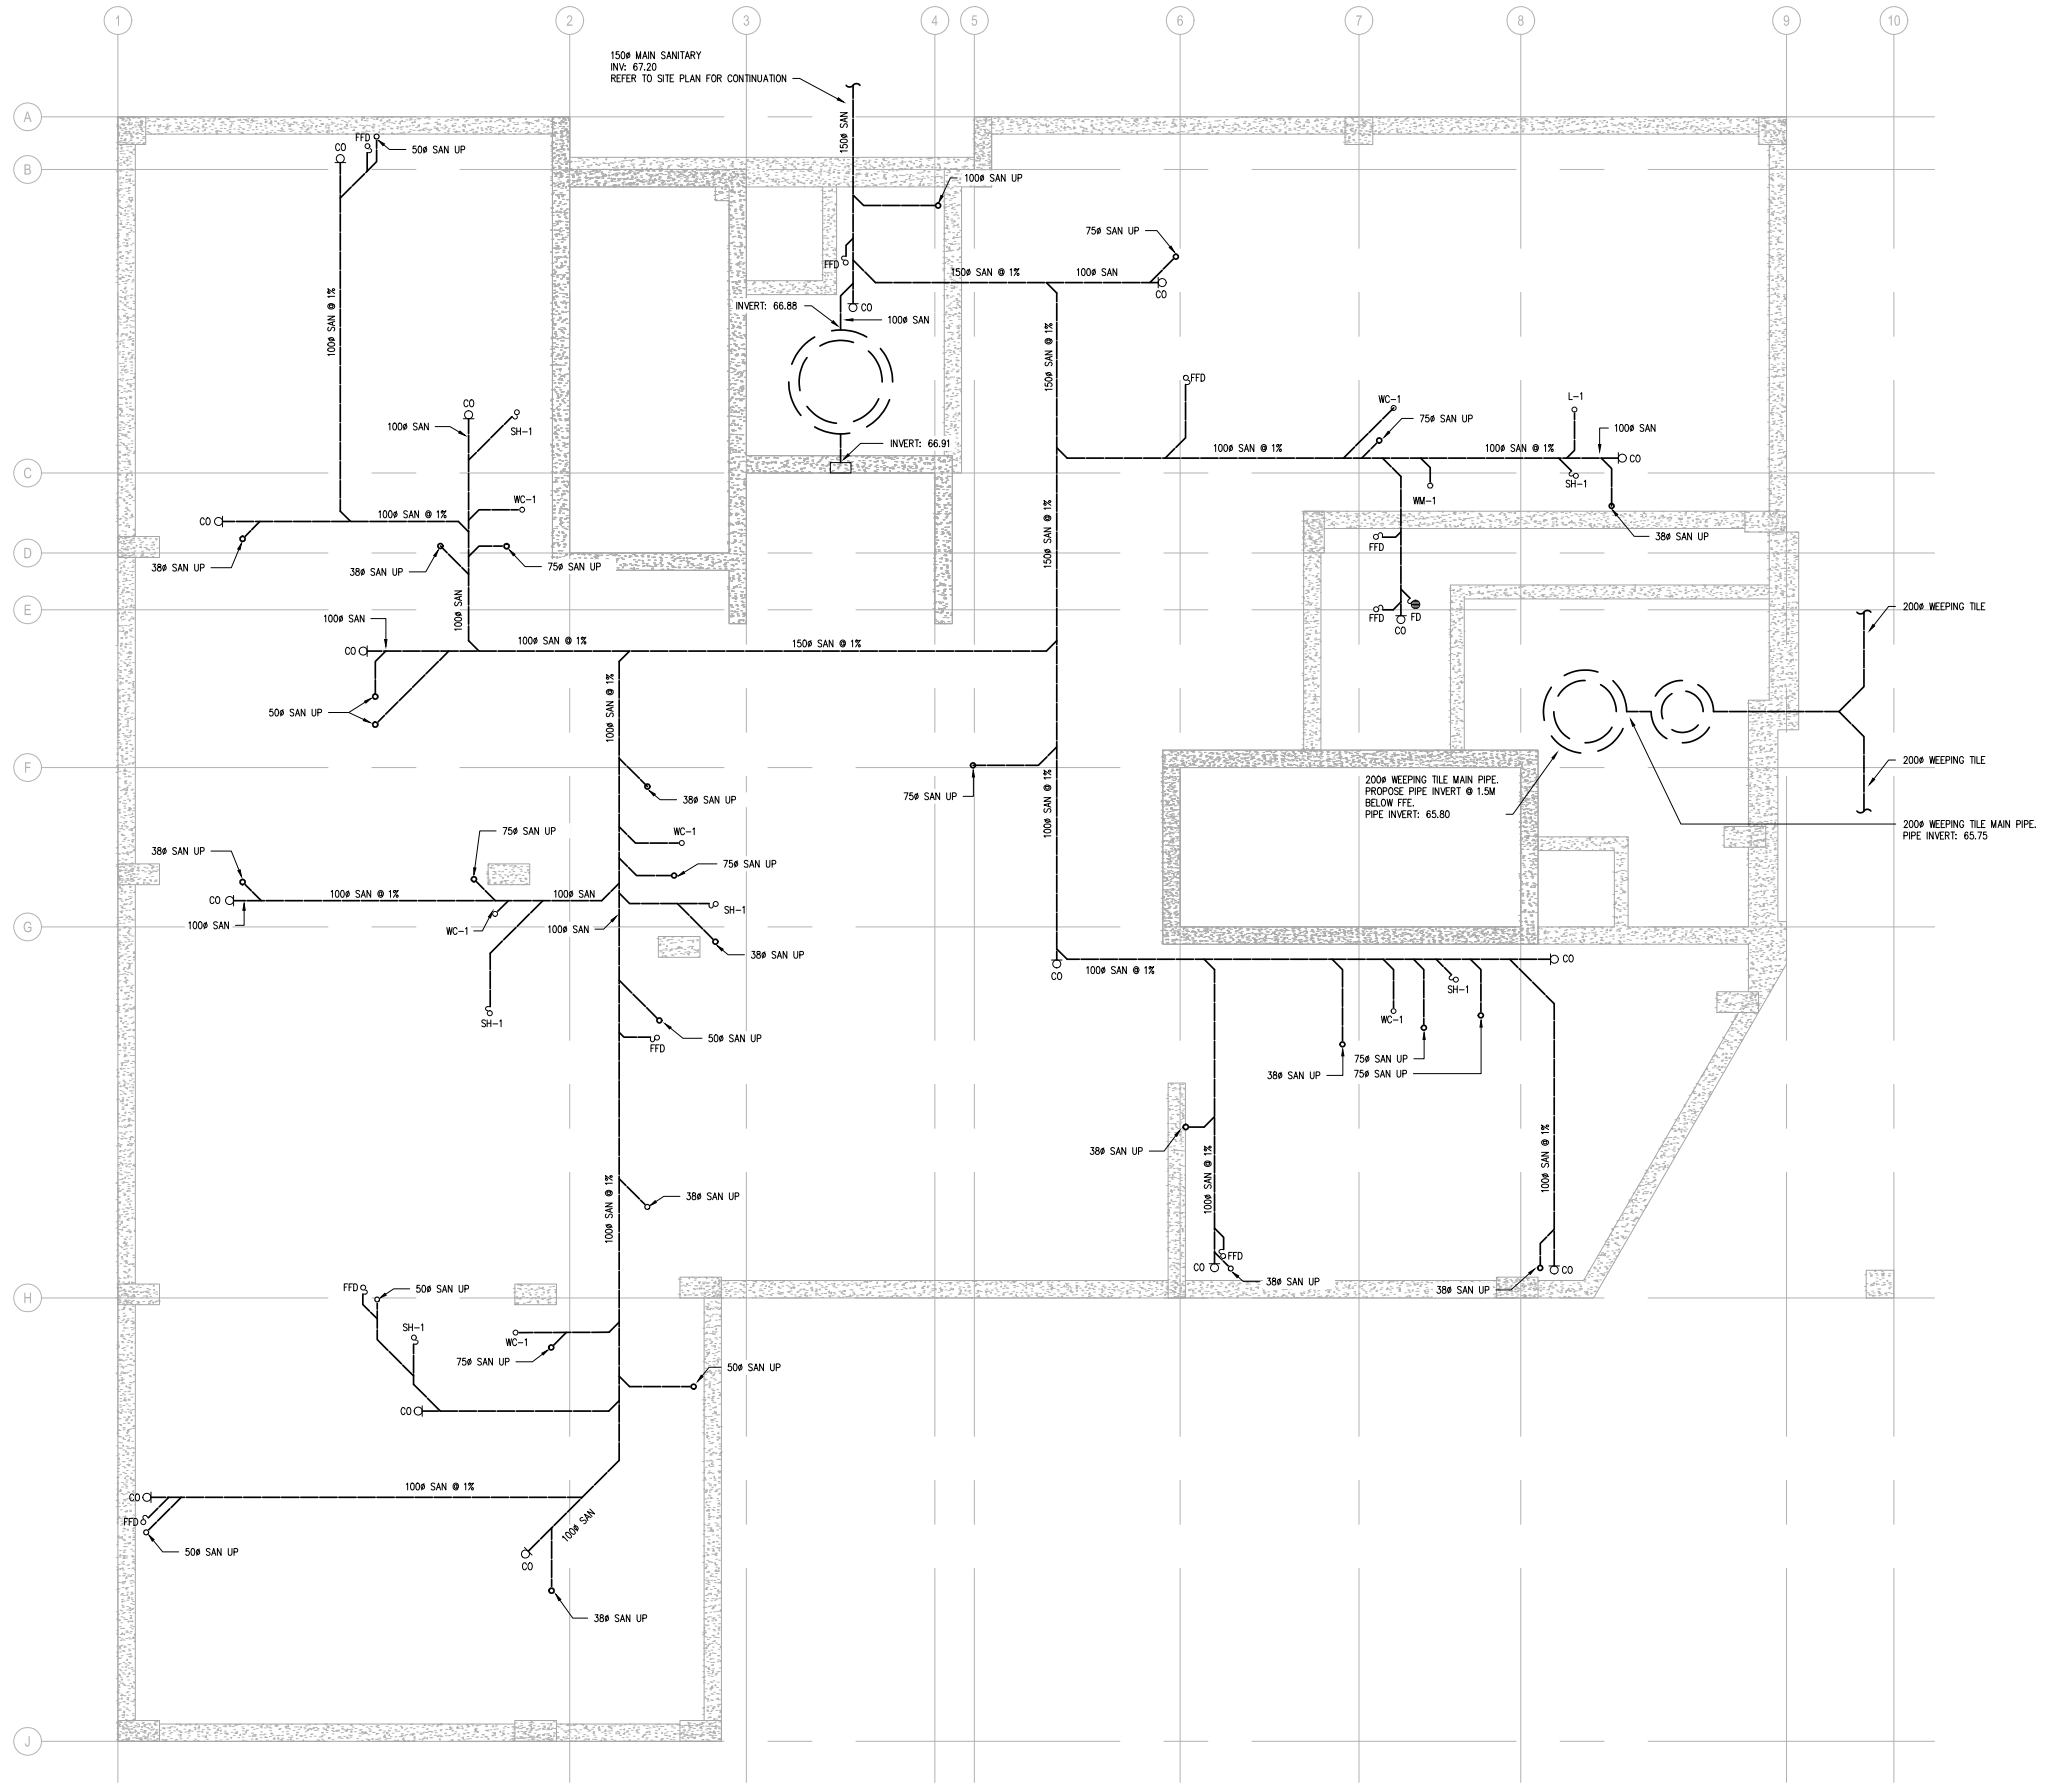 1
2
3
4
5
6
7
8
9
10
150ø MAIN SANITARY
INV: 67.20
REFER TO SITE PLAN FOR CONTINUATION
A
150ø SAN
FFD
50ø SAN UP
CO
B
100ø SAN UP
75ø SAN UP
FFD
150ø SAN @ 1%
100ø SAN
CO
INVERT: 66.88
CO
100ø SAN
100ø SAN @ 1%
150ø SAN @ 1%
FFD
CO
100ø SAN
SH-1
WC-1
75ø SAN UP
L-1
100ø SAN
INVERT: 66.91
100ø SAN @ 1%
100ø SAN @ 1%
CO
C
SH-1
WM-1
WC-1
CO
100ø SAN @ 1%
150ø SAN @ 1%
38ø SAN UP
FFD
D
38ø SAN UP
38ø SAN UP
75ø SAN UP
E
100ø SAN
100ø SAN
FFD
FD
CO
200ø WEEPING TILE
CO
100ø SAN @ 1%
150ø SAN @ 1%
50ø SAN UP
100ø SAN @ 1%
F
200ø WEEPING TILE
200ø WEEPING TILE MAIN PIPE.
PROPOSE PIPE INVERT @ 1.5M
BELOW FFE.
PIPE INVERT: 65.80
38ø SAN UP
75ø SAN UP
100ø SAN @ 1%
200ø WEEPING TILE MAIN PIPE.
PIPE INVERT: 65.75
75ø SAN UP
WC-1
38ø SAN UP
75ø SAN UP
CO
100ø SAN @ 1%
100ø SAN
SH-1
100ø SAN
WC-1
100ø SAN
G
38ø SAN UP
CO
100ø SAN @ 1%
CO
SH-1
SH-1
WC-1
50ø SAN UP
FFD
75ø SAN UP
38ø SAN UP
75ø SAN UP
38ø SAN UP
100ø SAN @ 1%
100ø SAN @ 1%
100ø SAN @ 1%
38ø SAN UP
FFD
CO
38ø SAN UP
CO
38ø SAN UP
FFD
50ø SAN UP
H
SH-1
WC-1
75ø SAN UP
50ø SAN UP
CO
100ø SAN @ 1%
CO
FFD
100ø SAN
50ø SAN UP
CO
38ø SAN UP
J